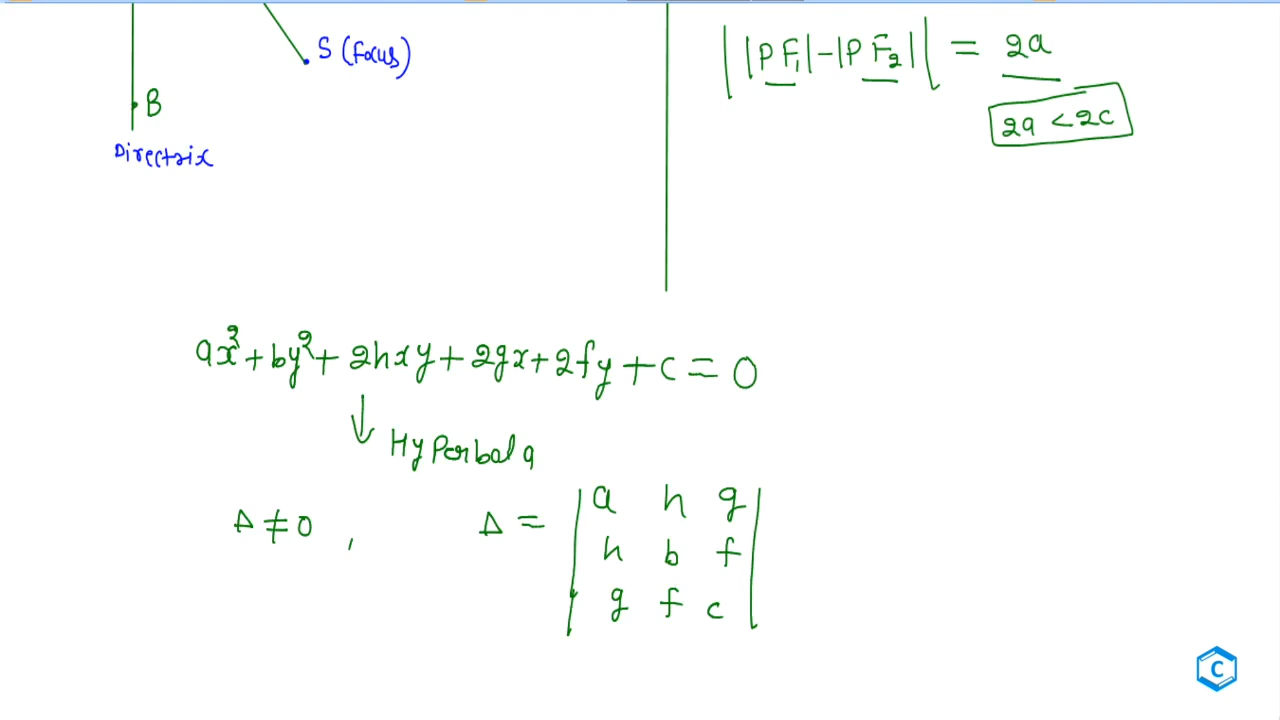 S (Focus)
B
Directrix
||PF₁|-|PF₂|| = 2a
2a < 2c
ax²+by²+2hxy+2gx+2fy+c=0
↓ Hyperbola
Δ≠0, Δ = | a h g
h b f
g f c |
C